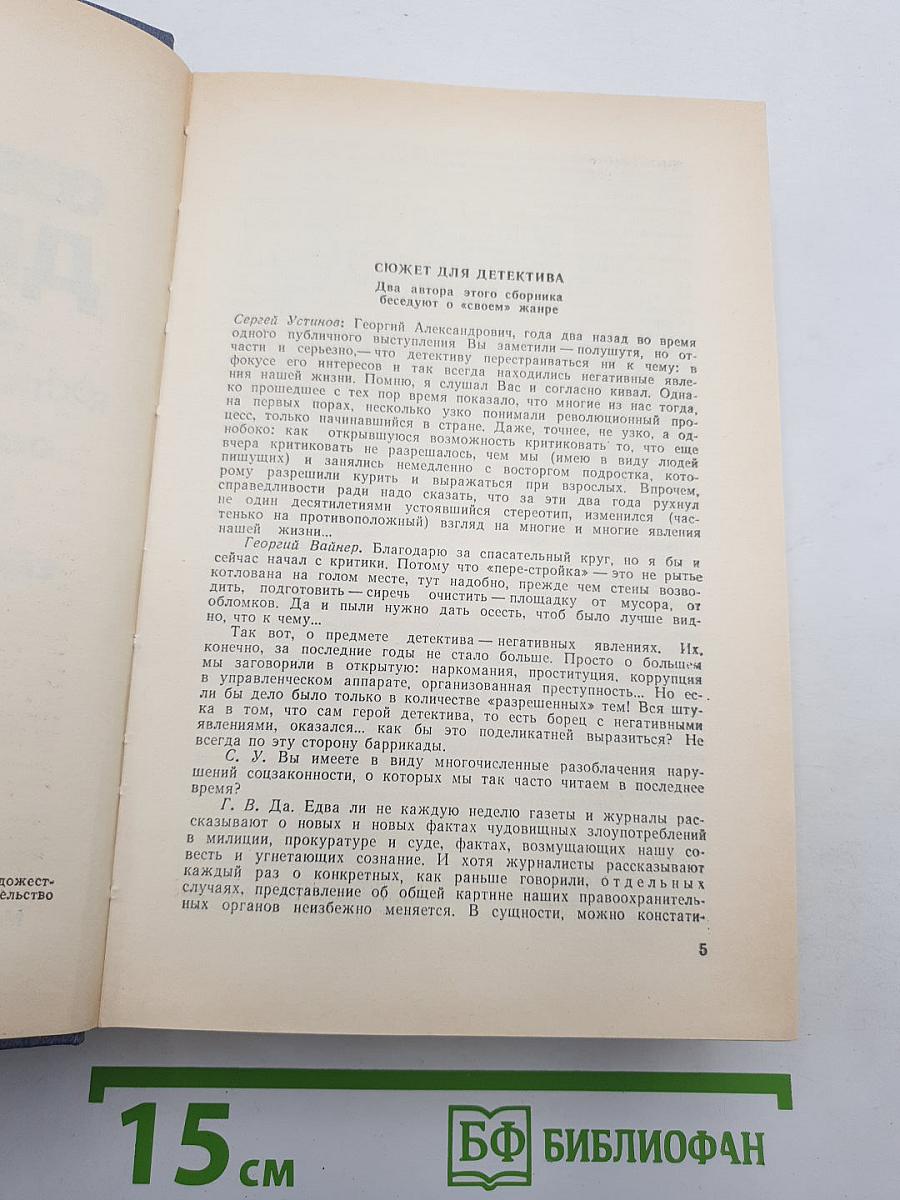 СЮЖЕТ ДЛЯ ДЕТЕКТИВА
Два автора этого сборника
беседуют о «своем» жанре
Сергей Устинов: Георгий Александрович, года два назад во время
одного публичного выступления Вы заметили — полушутя, но от-
части и серьезно,— что детективу перестраиваться ни к чему: в
фокусе его интересов и так всегда находились негативные явле-
ния нашей жизни. Помню, я слушал Вас и согласно кивал. Одна-
ко прошедшее с тех пор время показало, что многие из нас тогда,
на первых порах, несколько узко понимали революционный про-
цесс, только начинавшийся в стране. Даже, точнее, не узко, а од-
нобоко: как открывшуюся возможность критиковать то, что еще
вчера критиковать не разрешалось, чем мы (имею в виду людей
пишущих) и занялись немедленно с восторгом подростка, кото-
рому разрешили курить и выражаться при взрослых. Впрочем,
справедливости ради надо сказать, что за эти два года рухнул
не один десятилетиями устоявшийся стереотип, изменился (час-
тенько на противоположный) взгляд на многие и многие явления
нашей жизни...
Георгий Вайнер. Благодарю за спасательный круг, но я бы и
сейчас начал с критики. Потому что «пере-стройка» — это не рытье
котлована на голом месте, тут надобно, прежде чем стены возво-
дить, подготовить — сиречь очистить — площадку от мусора, от
обломков. Да и пыли нужно дать осесть, чтоб было лучше вид-
но, что к чему...
Так вот, о предмете детектива — негативных явлениях. Их,
конечно, за последние годы не стало больше. Просто о большем
мы заговорили в открытую: наркомания, проституция, коррупция
в управленческом аппарате, организованная преступность... Но ес-
ли бы дело было только в количестве «разрешенных» тем! Вся шту-
ка в том, что сам герой детектива, то есть борец с негативными
явлениями, оказался... как бы это поделикатней выразиться? Не
всегда по эту сторону баррикады.
С. У. Вы имеете в виду многочисленные разоблачения нару-
шений соцзаконности, о которых мы так часто читаем в последнее
время?
Г. В. Да. Едва ли не каждую неделю газеты и журналы рас-
сказывают о новых и новых фактах чудовищных злоупотреблений
в милиции, прокуратуре и суде, фактах, возмущающих нашу со-
весть и угнетающих сознание. И хотя журналисты рассказывают
каждый раз о конкретных, как раньше говорили, отдельных
случаях, представление об общей картине наших правоохранитель-
ных органов неизбежно меняется. В сущности, можно констати-
5
дожест-
ельство
15 см
БФ БИБЛИОФАН